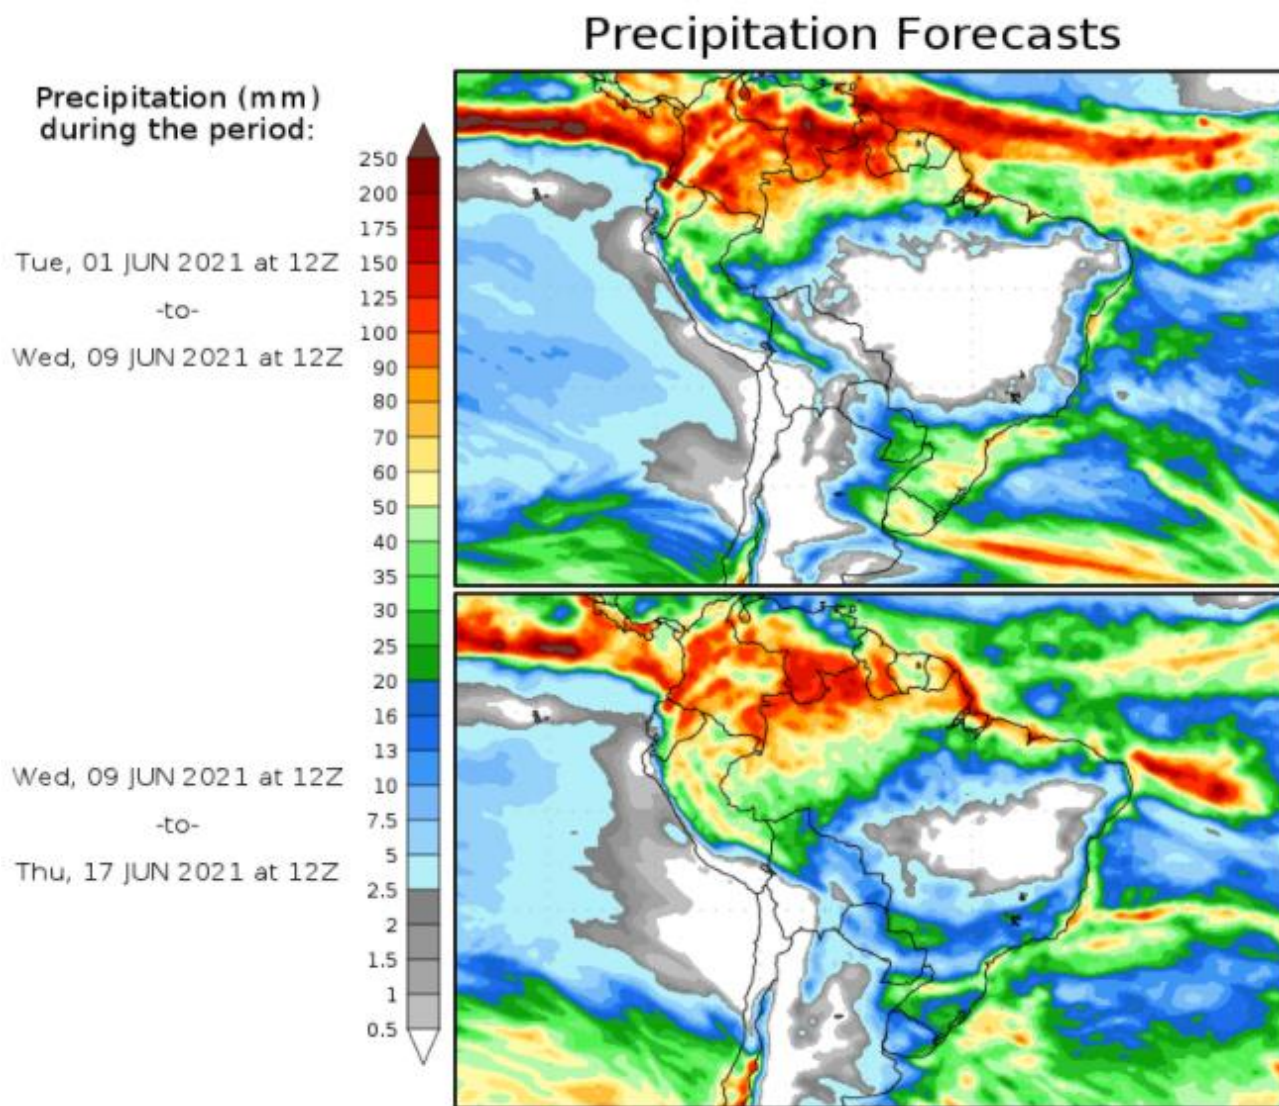 Precipitation Forecasts
Precipitation (mm)
during the period:
Tue, 01 JUN 2021 at 12Z
-to-
Wed, 09 JUN 2021 at 12Z
Wed, 09 JUN 2021 at 12Z
-to-
Thu, 17 JUN 2021 at 12Z
250
200
175
150
125
100
90
80
70
60
50
40
35
30
25
20
16
13
10
7.5
5
2.5
2
1.5
1
0.5